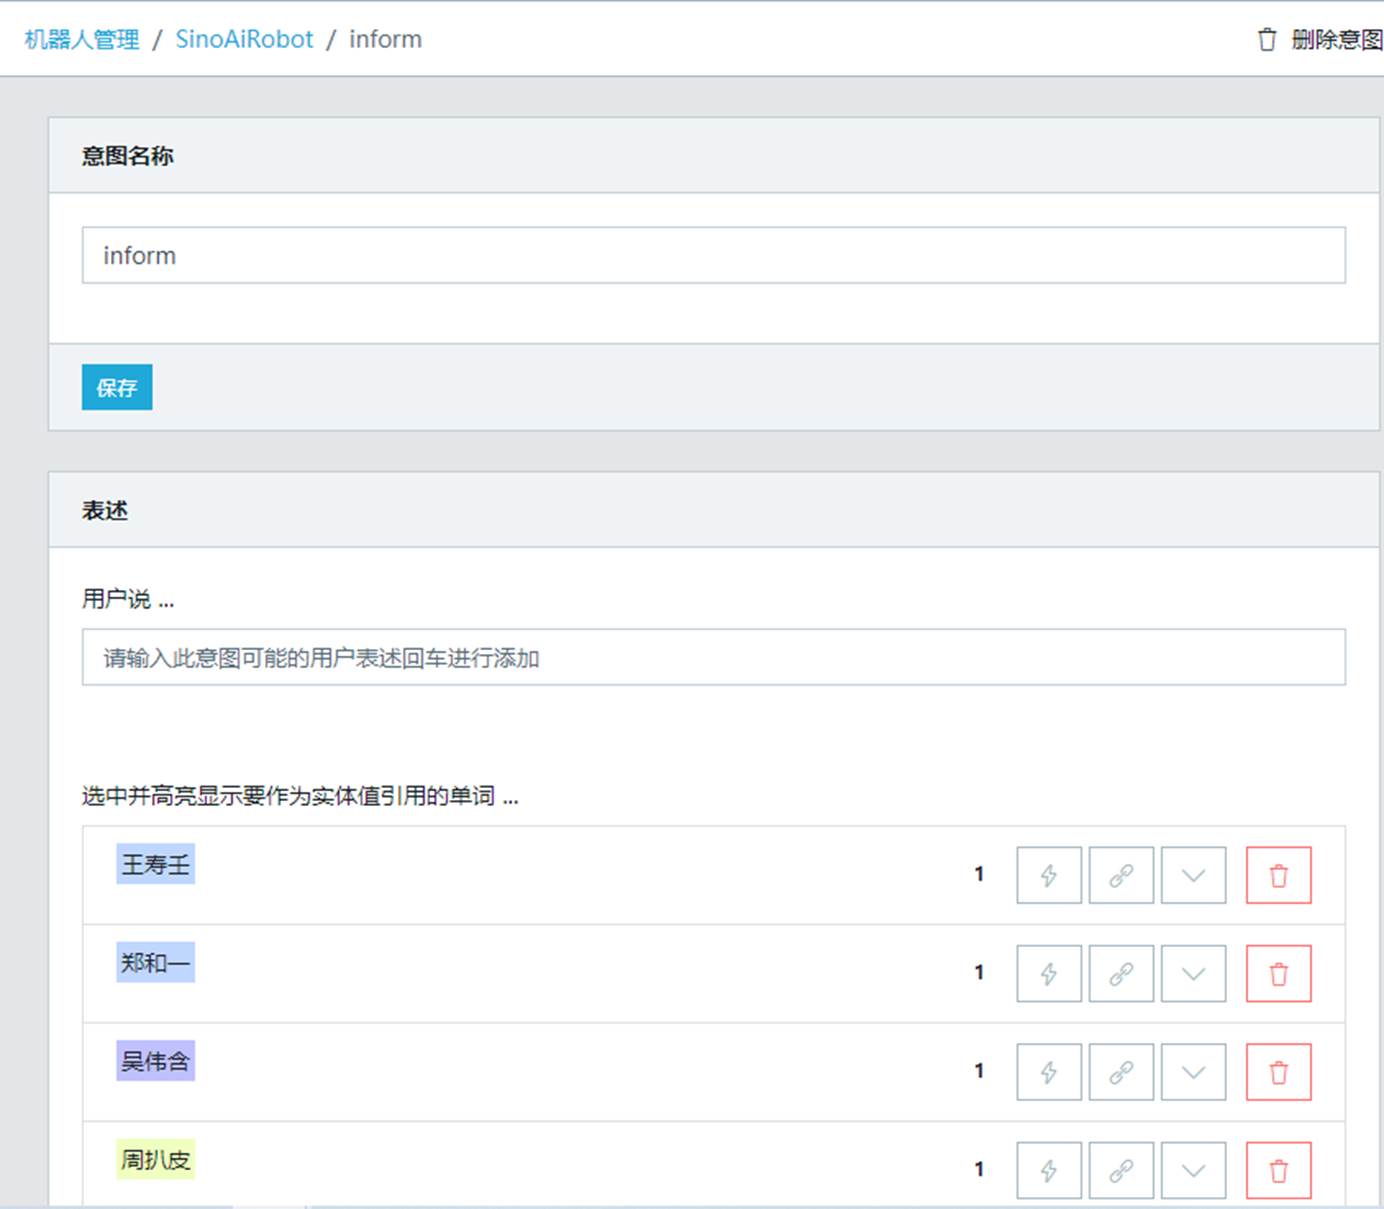 机器人管理 / SinoAiRobot / inform 删除意图
意图名称
inform
保存
表述
用户说 ...
请输入此意图可能的用户表述回车进行添加
选中并高亮显示要作为实体值引用的单词 ...
王寿壬 1
郑和一 1
吴伟含 1
周扒皮 1